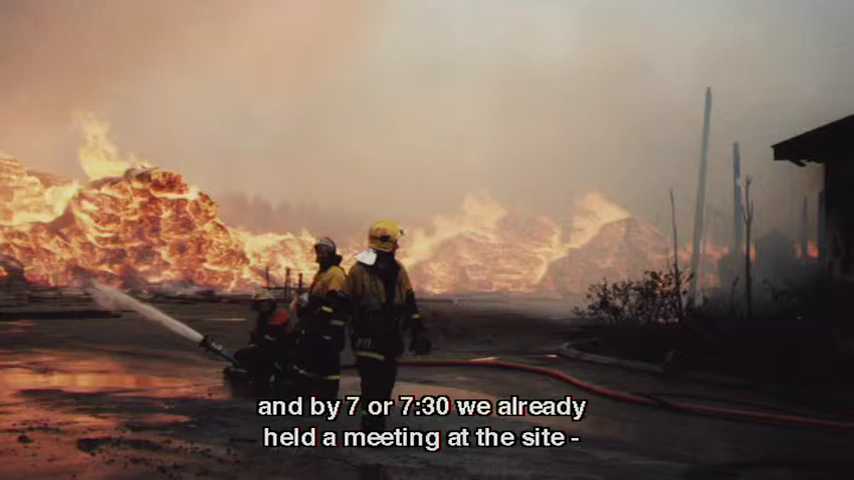 and by 7 or 7:30 we already
held a meeting at the site -